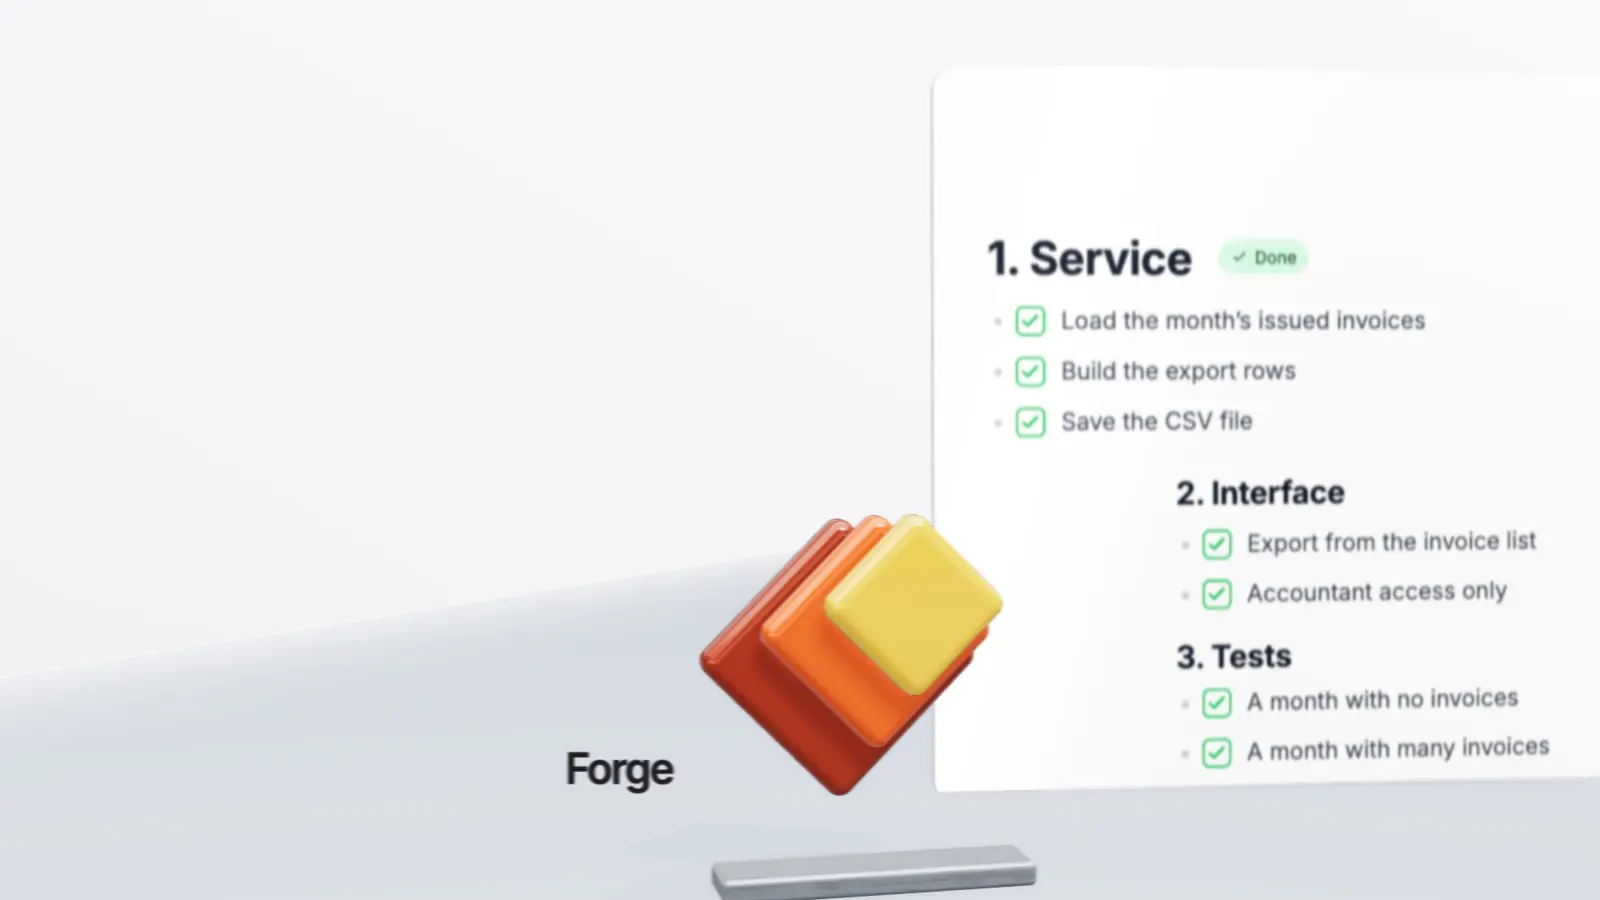 1. Service
Done
Load the month’s issued invoices
Build the export rows
Save the CSV file
2. Interface
Export from the invoice list
Accountant access only
3. Tests
A month with no invoices
A month with many invoices
Forge